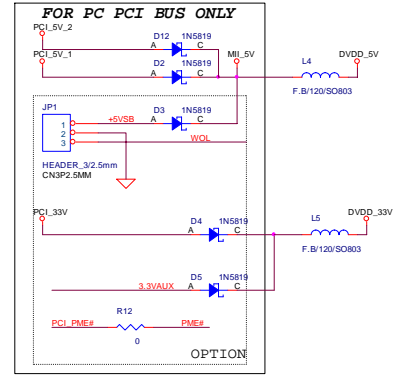 FOR PC PCI BUS ONLY
PCI_5V_2
D12 1N5819
A C
PCI_5V_1
D2 1N5819
A C
MII_5V
L4
DVDD_5V
F.B/120/SO803
JP1
1
2
3
+5VSB
D3 1N5819
A C
WOL
HEADER_3/2.5mm
CN3P2.5MM
PCI_33V
D4 1N5819
A C
L5
DVDD_33V
F.B/120/SO803
3.3VAUX
D5 1N5819
A C
R12
PCI_PME# PME#
0
OPTION